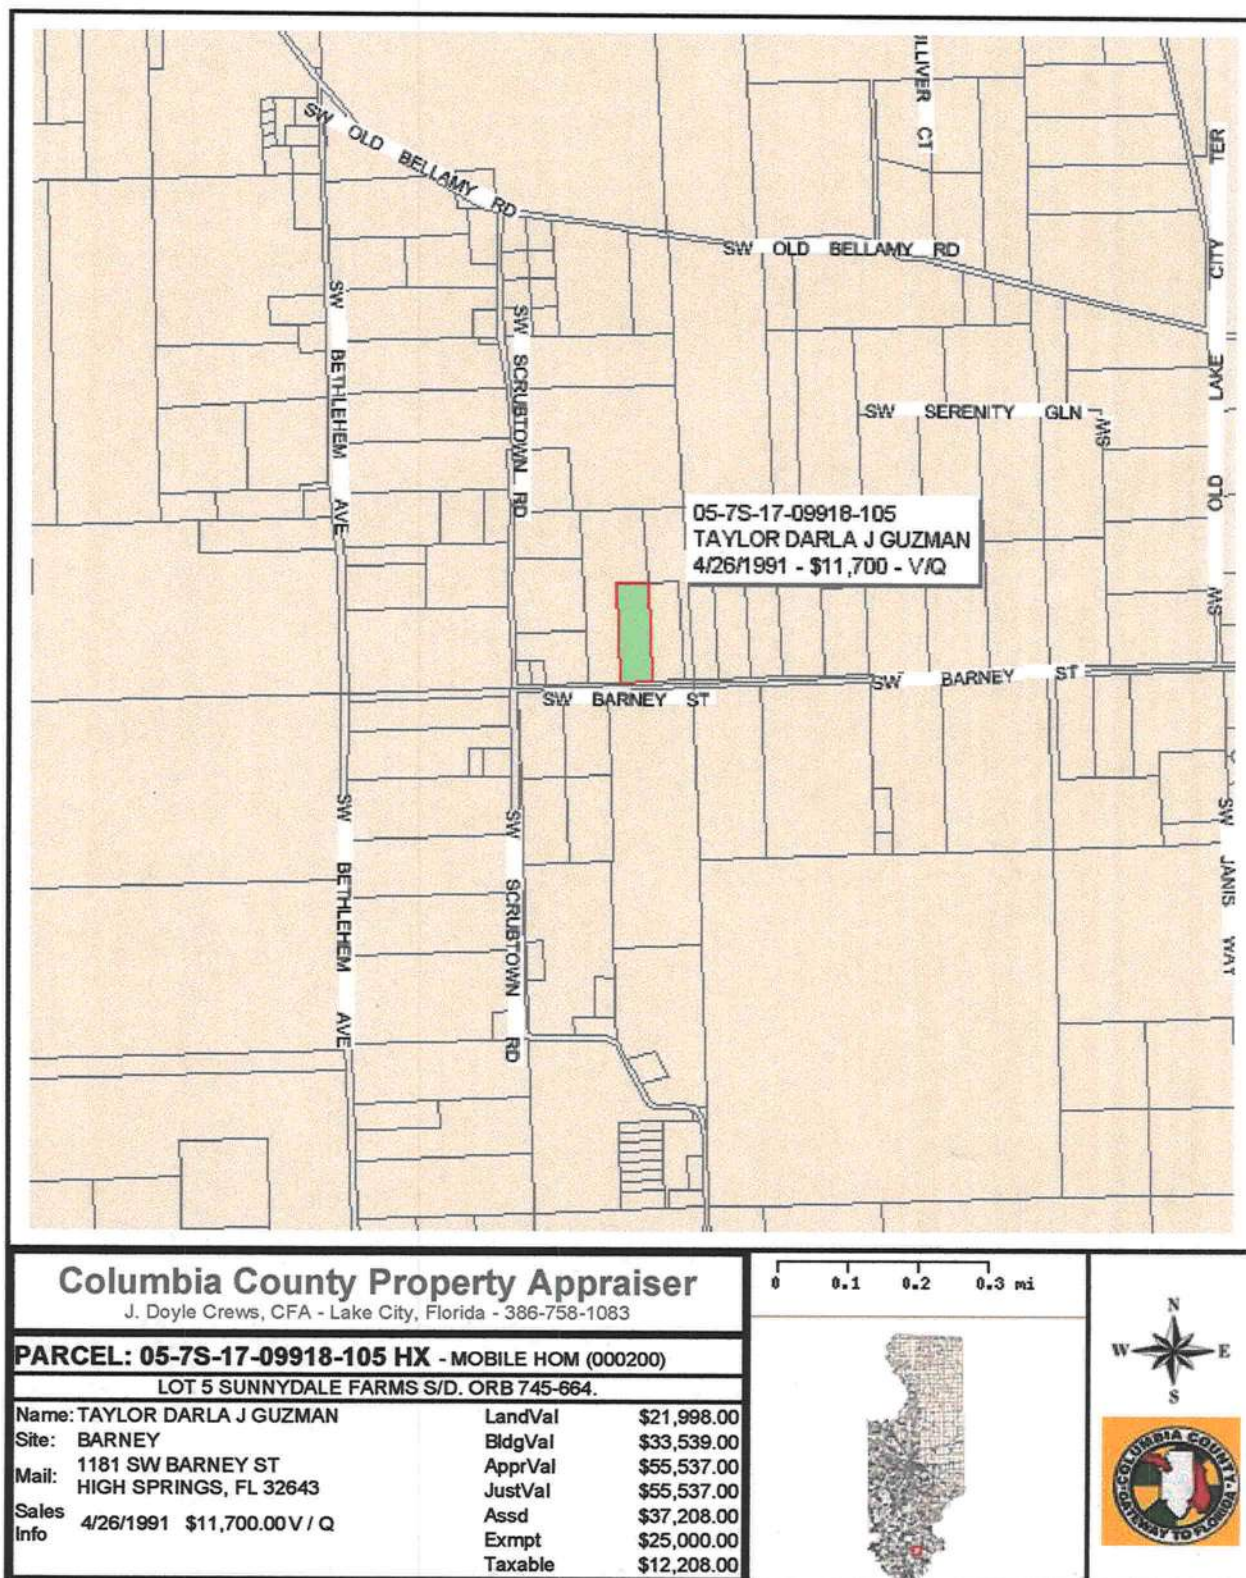 ILLIVER CT
SW OLD BELLAMY RD
SW OLD BELLAMY RD
SW OLD LAKE CITY TER
SW BETHLEHEM AVE
SW SCRUBTOWN RD
SW SERENITY GLN
SW
05-7S-17-09918-105
TAYLOR DARLA J GUZMAN
4/26/1991 - $11,700 - V/Q
SW BARNEY ST
SW BARNEY ST
SW BETHLEHEM AVE
SW SCRUBTOWN RD
SW JANIS WAY
Columbia County Property Appraiser
J. Doyle Crews, CFA - Lake City, Florida - 386-758-1083
PARCEL: 05-7S-17-09918-105 HX - MOBILE HOM (000200)
LOT 5 SUNNYDALE FARMS S/D. ORB 745-664.
Name: TAYLOR DARLA J GUZMAN
Site: BARNEY
Mail: 1181 SW BARNEY ST
HIGH SPRINGS, FL 32643
Sales Info 4/26/1991 $11,700.00 V / Q
LandVal $21,998.00
BldgVal $33,539.00
ApprVal $55,537.00
JustVal $55,537.00
Assd $37,208.00
Exmpt $25,000.00
Taxable $12,208.00
0 0.1 0.2 0.3 mi
N
W E
S
COLUMBIA COUNTY
GATEWAY TO FLORIDA